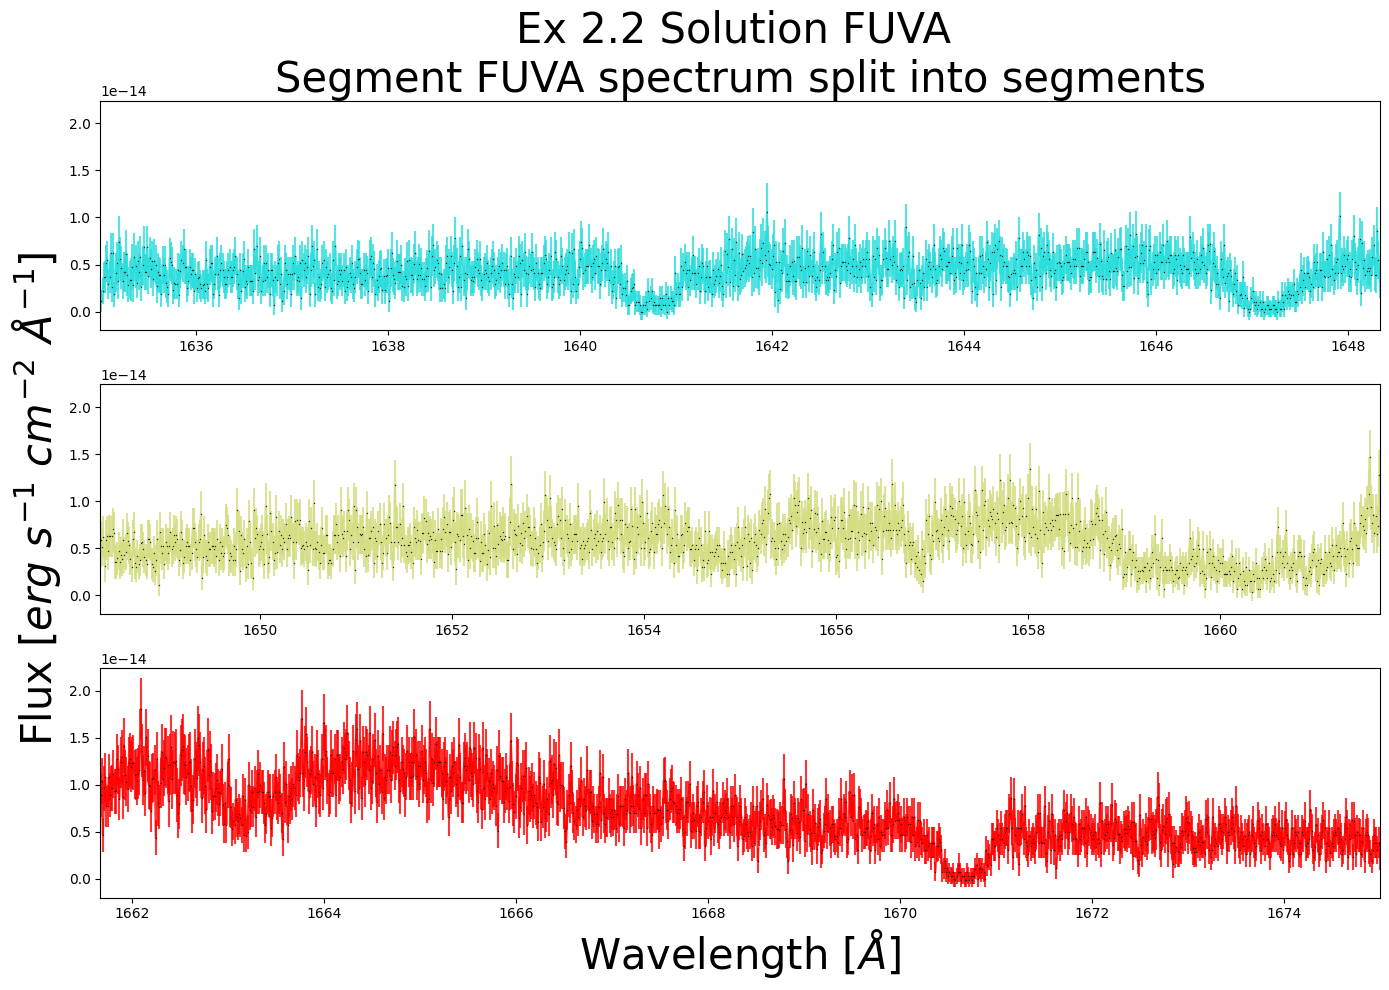 Ex 2.2 Solution FUVA
Segment FUVA spectrum split into segments
Flux [erg s⁻¹ cm⁻² Å⁻¹]
1e−14
2.0
1.5
1.0
0.5
0.0
1636 1638 1640 1642 1644 1646 1648
1e−14
2.0
1.5
1.0
0.5
0.0
1650 1652 1654 1656 1658 1660
1e−14
2.0
1.5
1.0
0.5
0.0
1662 1664 1666 1668 1670 1672 1674
Wavelength [Å]